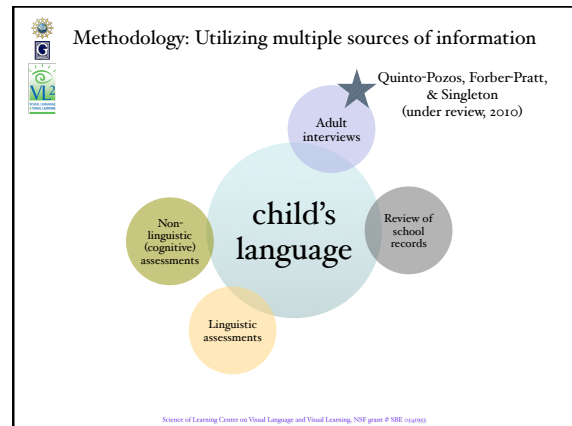 Methodology: Utilizing multiple sources of information
Quinto-Pozos, Forber-Pratt,
& Singleton
(under review, 2010)
Adult
interviews
child's
language
Review of
school
records
Non-
linguistic
(cognitive)
assessments
Linguistic
assessments
G
VL2
Science of Learning Center on Visual Language and Visual Learning, NSF grant # SBE 0541953